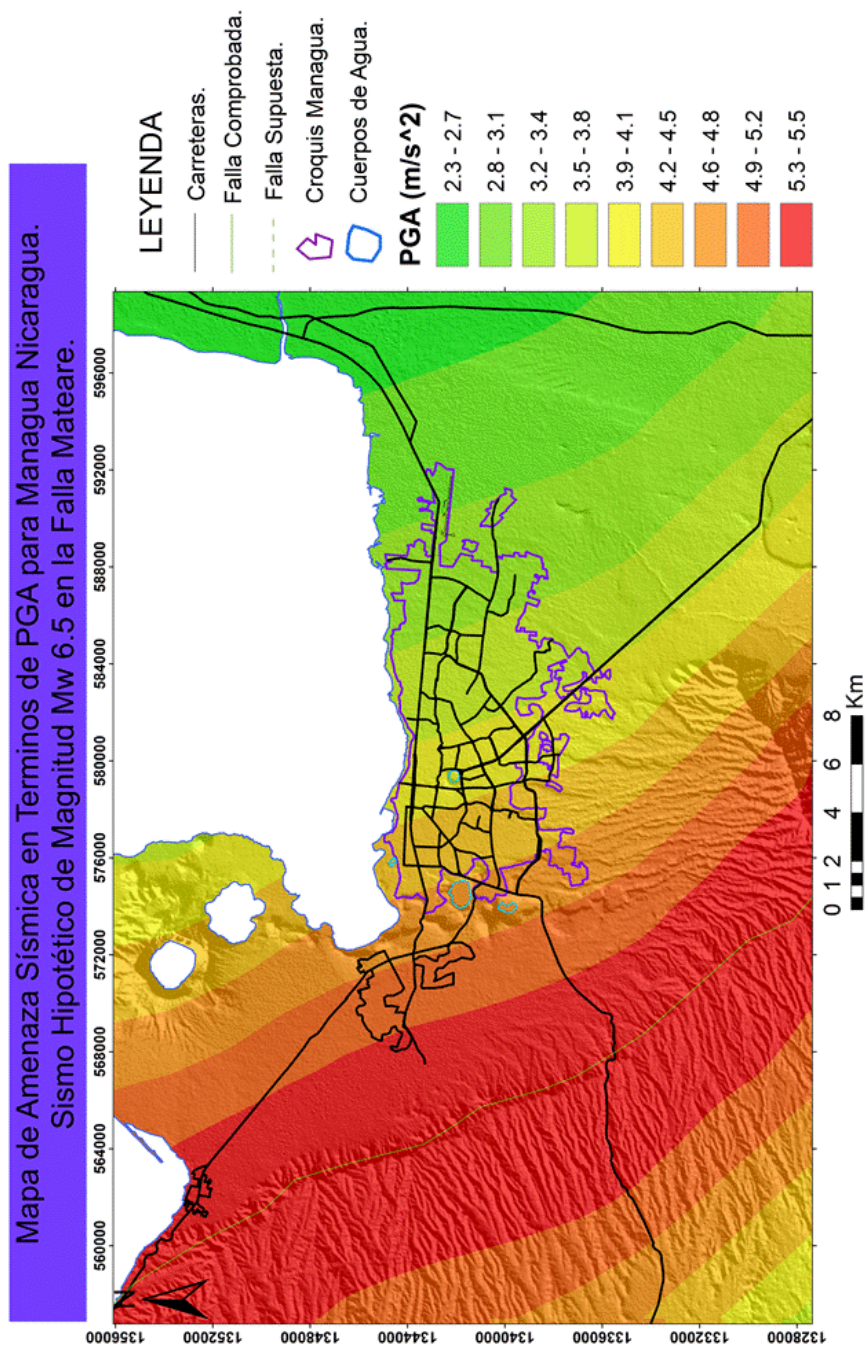 Mapa de Amenaza Sísmica en Terminos de PGA para Managua Nicaragua.
Sismo Hipotético de Magnitud Mw 6.5 en la Falla Mateare.
560000
564000
568000
572000
576000
580000
584000
588000
592000
596000
1356000
1352000
1348000
1344000
1340000
1336000
1332000
1328000
N
LEYENDA
Carreteras.
Falla Comprobada.
Falla Supuesta.
Croquis Managua.
Cuerpos de Agua.
PGA (m/s^2)
2.3 - 2.7
2.8 - 3.1
3.2 - 3.4
3.5 - 3.8
3.9 - 4.1
4.2 - 4.5
4.6 - 4.8
4.9 - 5.2
5.3 - 5.5
0 1 2 4 6 8
Km